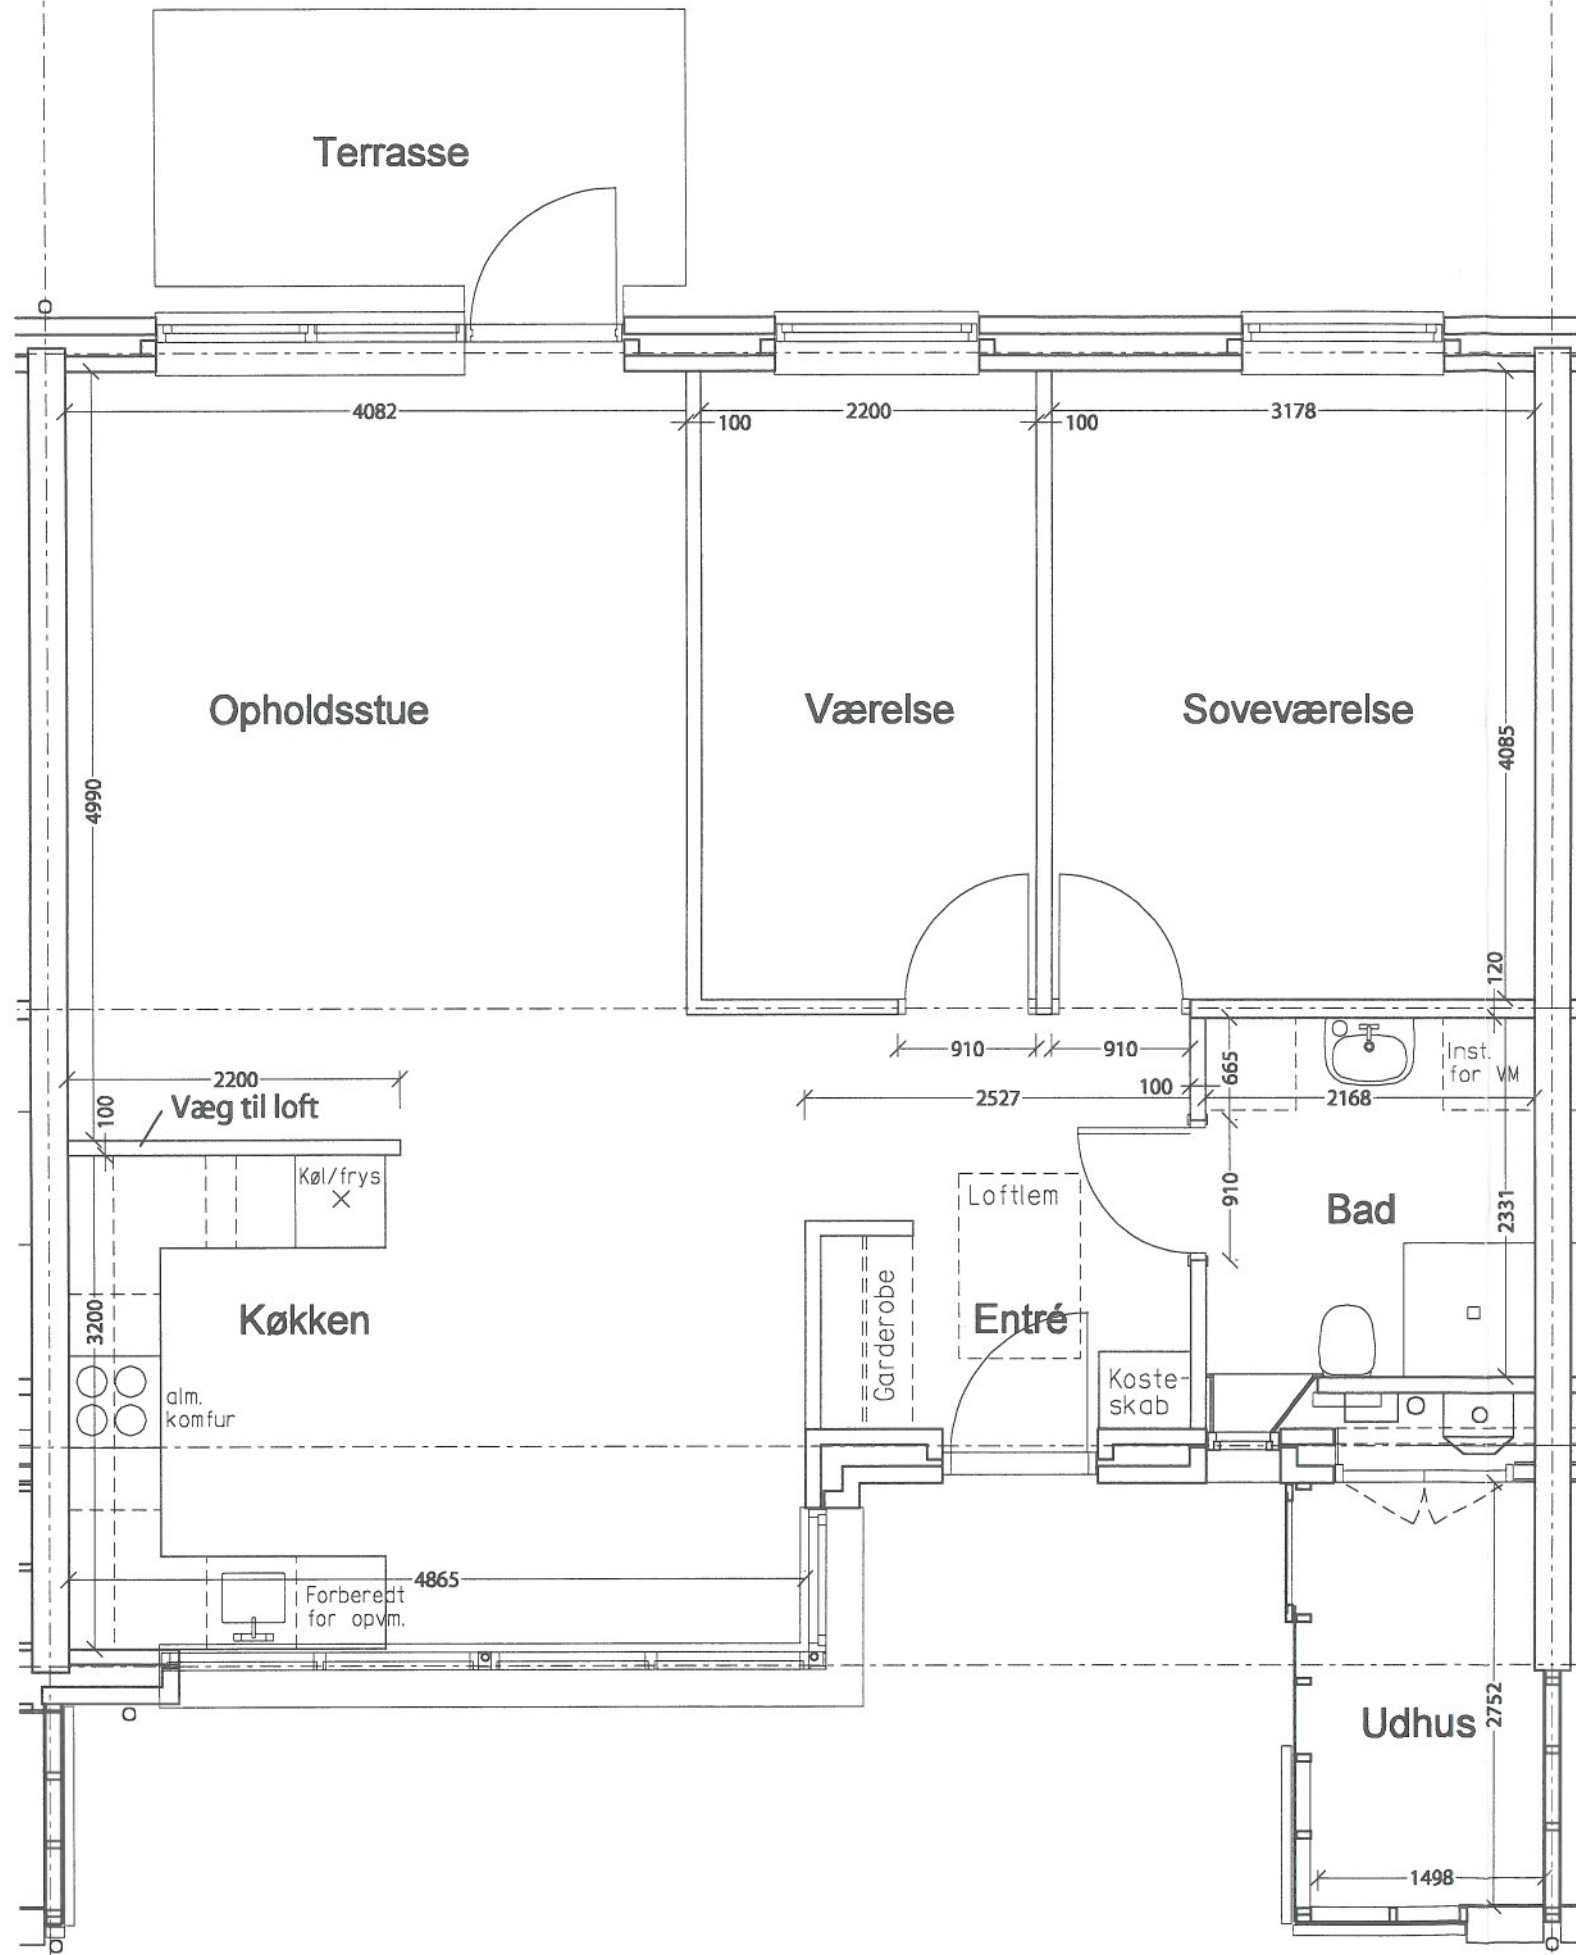 Terrasse
4082
100
2200
100
3178
Opholdsstue
Værelse
Soveværelse
4990
4085
120
910
910
665
Inst.
for VM
2200
100
Væg til loft
2527
100
2168
Køl/frys
Loftlem
910
Bad
2331
3200
Køkken
Garderobe
Entré
alm.
komfur
Koste-
skab
4865
Forberedt
for opvm.
Udhus
2752
1498